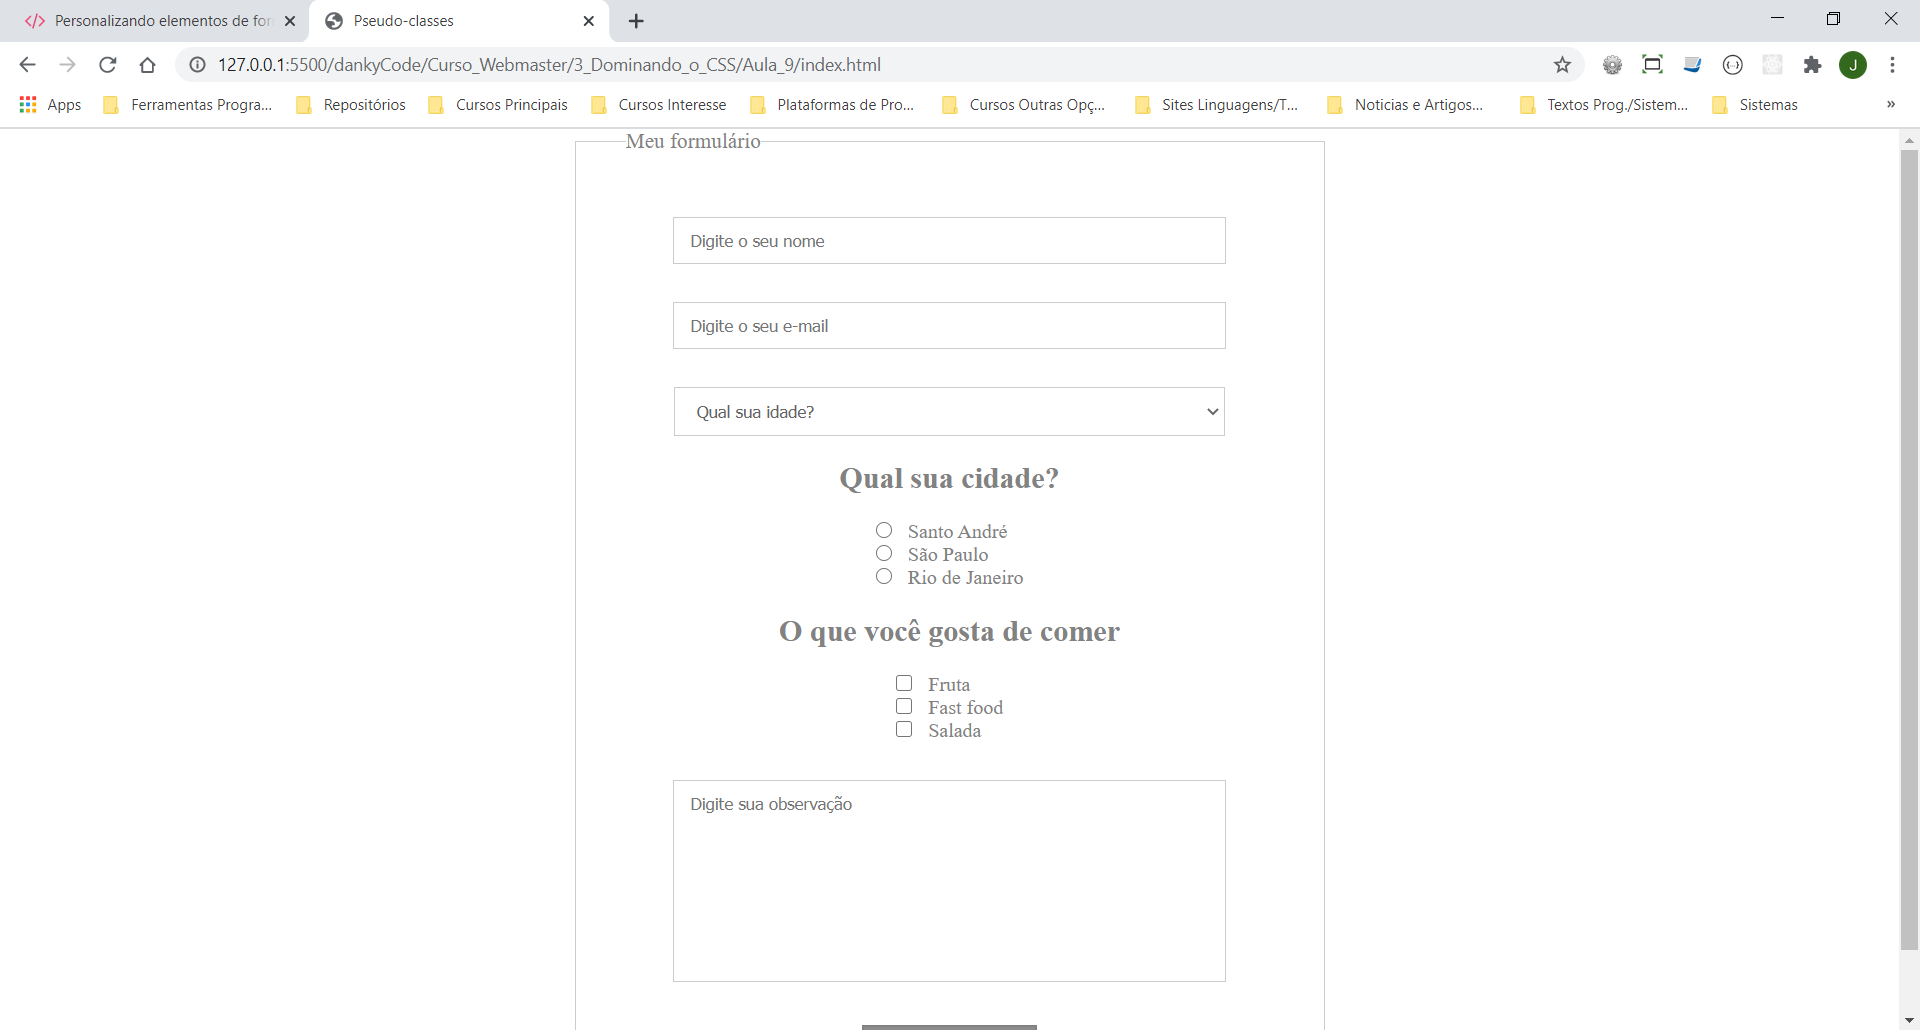 </> Personalizando elementos de for
Pseudo-classes
127.0.0.1:5500/dankyCode/Curso_Webmaster/3_Dominando_o_CSS/Aula_9/index.html
J
Apps Ferramentas Progra... Repositórios Cursos Principais Cursos Interesse Plataformas de Pro... Cursos Outras Opç... Sites Linguagens/T... Noticias e Artigos... Textos Prog./Sistem... Sistemas »
Meu formulário
Digite o seu nome
Digite o seu e-mail
Qual sua idade?
Qual sua cidade?
Santo André
São Paulo
Rio de Janeiro
O que você gosta de comer
Fruta
Fast food
Salada
Digite sua observação